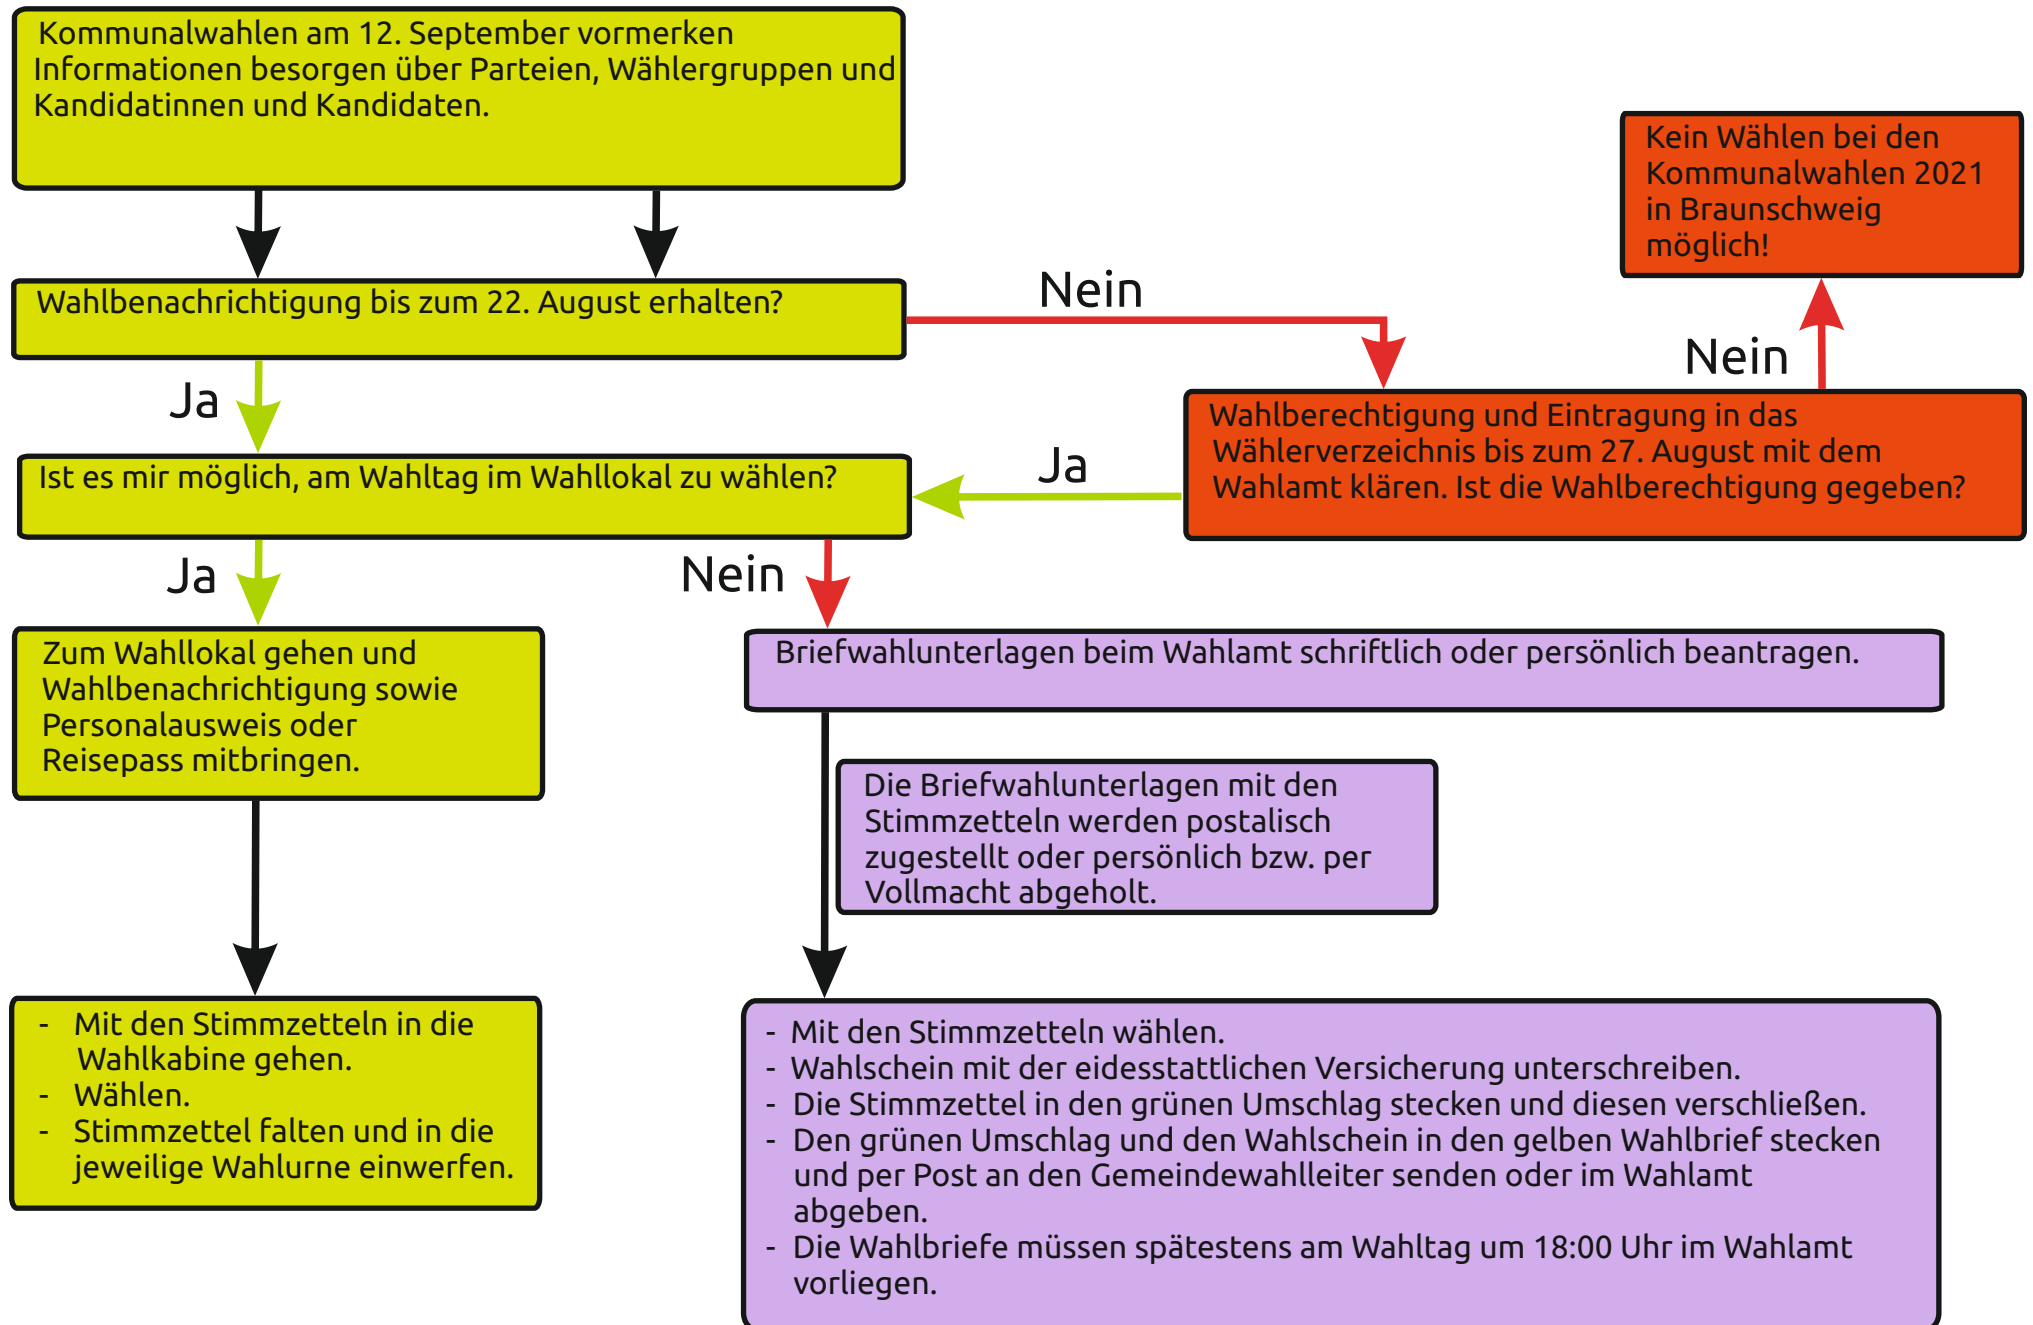 Kommunalwahlen am 12. September vormerken
Informationen besorgen über Parteien, Wählergruppen und
Kandidatinnen und Kandidaten.
Kein Wählen bei den
Kommunalwahlen 2021
in Braunschweig
möglich!
Wahlbenachrichtigung bis zum 22. August erhalten?
Nein
Nein
Ja
Wahlberechtigung und Eintragung in das
Wählerverzeichnis bis zum 27. August mit dem
Wahlamt klären. Ist die Wahlberechtigung gegeben?
Ja
Ist es mir möglich, am Wahltag im Wahllokal zu wählen?
Ja
Nein
Zum Wahllokal gehen und
Wahlbenachrichtigung sowie
Personalausweis oder
Reisepass mitbringen.
Briefwahlunterlagen beim Wahlamt schriftlich oder persönlich beantragen.
Die Briefwahlunterlagen mit den
Stimmzetteln werden postalisch
zugestellt oder persönlich bzw. per
Vollmacht abgeholt.
- Mit den Stimmzetteln in die
Wahlkabine gehen.
- Wählen.
- Stimmzettel falten und in die
jeweilige Wahlurne einwerfen.
- Mit den Stimmzetteln wählen.
- Wahlschein mit der eidesstattlichen Versicherung unterschreiben.
- Die Stimmzettel in den grünen Umschlag stecken und diesen verschließen.
- Den grünen Umschlag und den Wahlschein in den gelben Wahlbrief stecken
und per Post an den Gemeindewahlleiter senden oder im Wahlamt
abgeben.
- Die Wahlbriefe müssen spätestens am Wahltag um 18:00 Uhr im Wahlamt
vorliegen.